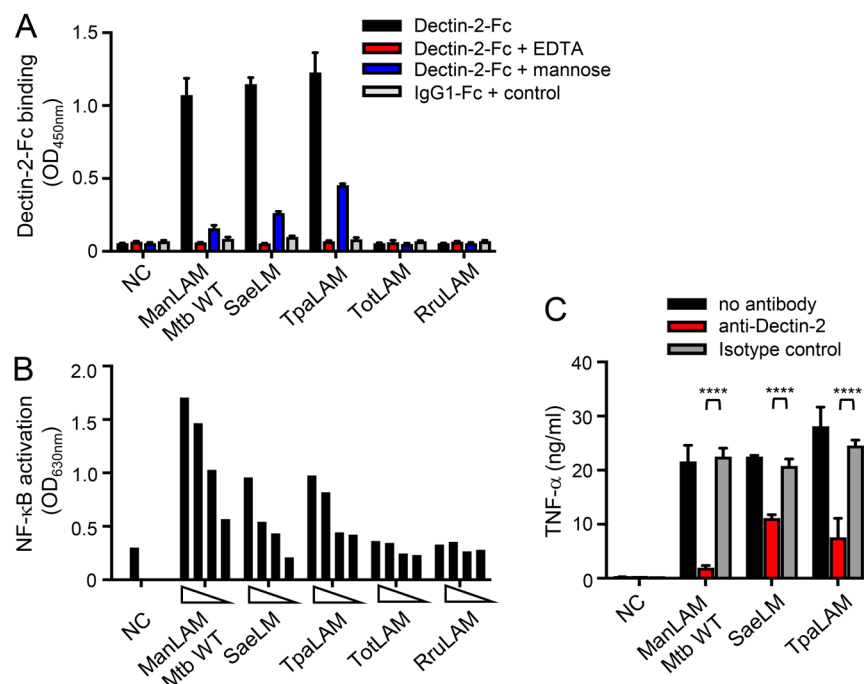 A
Dectin-2-Fc
Dectin-2-Fc + EDTA
Dectin-2-Fc + mannose
IgG1-Fc + control
Dectin-2-Fc binding
(OD450nm)
1.50
1.0
0.5
0
NC
ManLAM
Mtb WT
SaeLM
TpaLAM
TotLAM
RruLAM
B
NF-κB activation
(OD630nm)
2.0
1.5
1.0
0.5
0
NC
ManLAM
Mtb WT
SaeLM
TpaLAM
TotLAM
RruLAM
C
no antibody
anti-Dectin-2
Isotype control
TNF-α (ng/ml)
40
30
20
10
0
**** **** ****
NC
ManLAM
Mtb WT
SaeLM
TpaLAM